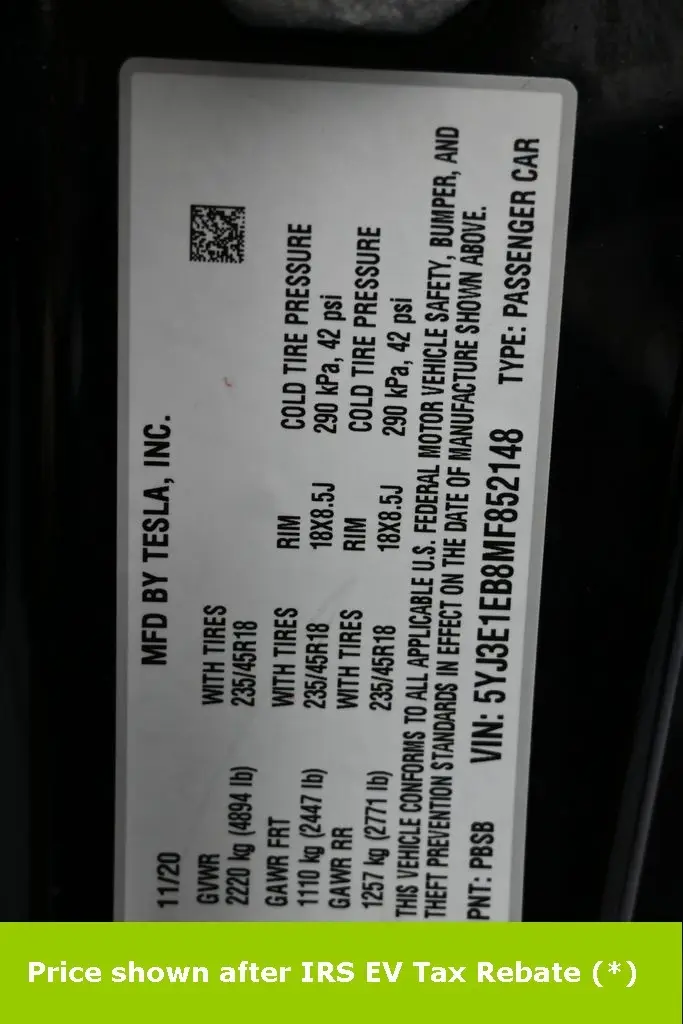 MFD BY TESLA, INC.
11/20
GVWR
2220 kg (4894 lb)
WITH TIRES
235/45R18
GAWR FRT
1110 kg (2447 lb)
WITH TIRES
235/45R18
RIM
18X8.5J
COLD TIRE PRESSURE
290 kPa, 42 psi
GAWR RR
1257 kg (2771 lb)
WITH TIRES
235/45R18
RIM
18X8.5J
COLD TIRE PRESSURE
290 kPa, 42 psi
THIS VEHICLE CONFORMS TO ALL APPLICABLE U.S. FEDERAL MOTOR VEHICLE SAFETY, BUMPER, AND
THEFT PREVENTION STANDARDS IN EFFECT ON THE DATE OF MANUFACTURE SHOWN ABOVE.
PNT: PBSB VIN: 5YJ3E1EB8MF852148 TYPE: PASSENGER CAR
Price shown after IRS EV Tax Rebate (*)